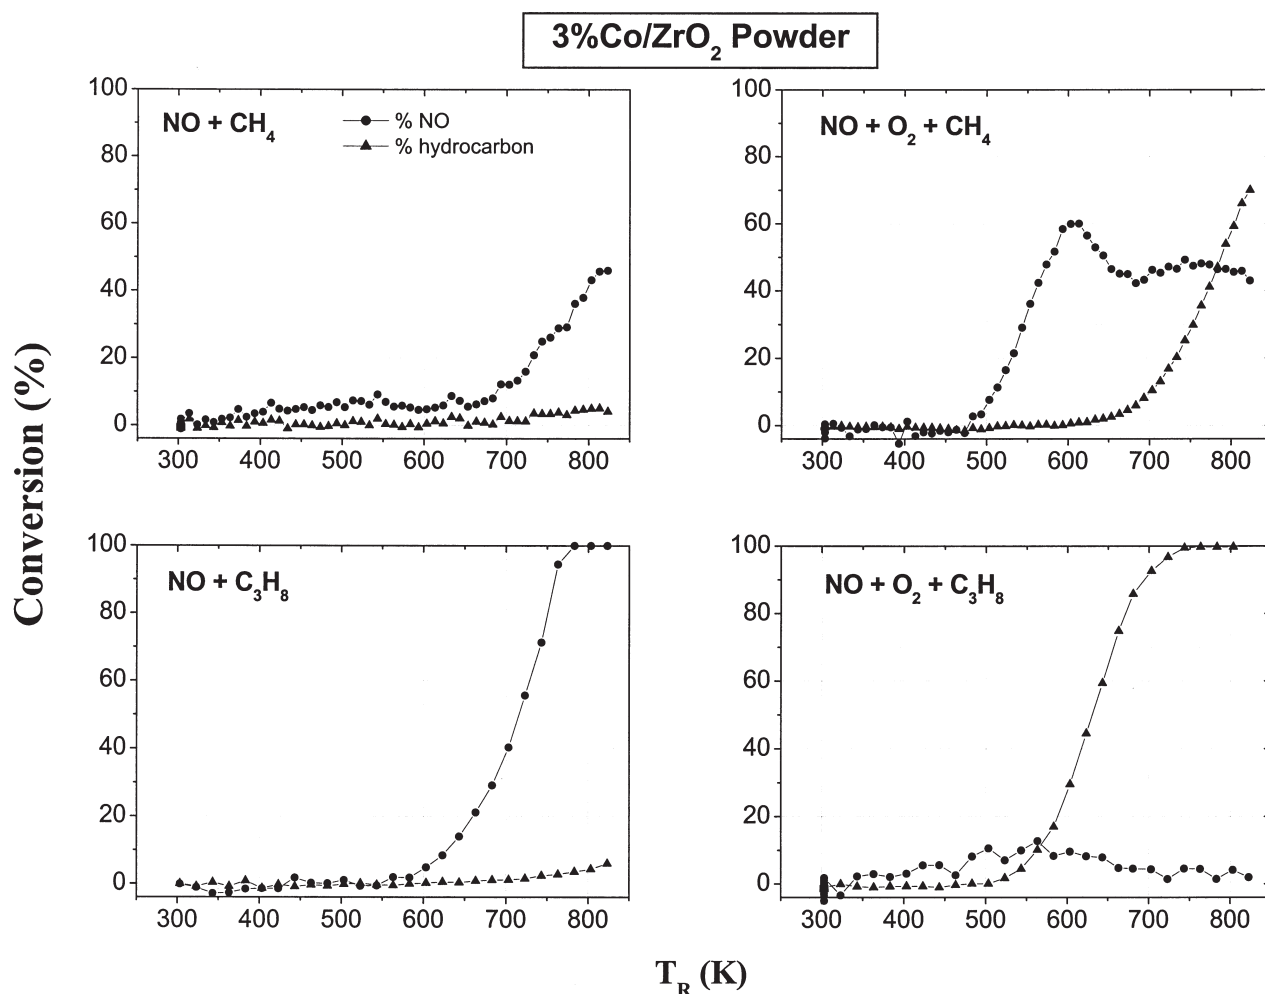 3%Co/ZrO2 Powder
NO + CH4
% NO
% hydrocarbon
100
80
60
40
20
0
300 400 500 600 700 800
NO + O2 + CH4
100
80
60
40
20
0
300 400 500 600 700 800
Conversion (%)
NO + C3H8
100
80
60
40
20
0
300 400 500 600 700 800
NO + O2 + C3H8
100
80
60
40
20
0
300 400 500 600 700 800
TR (K)